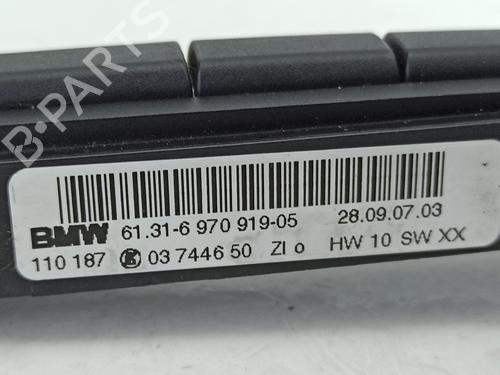 B-PARTS
BMW 61.31-6 970 919-05 28.09.07.03
110 187 K 03 7446 50 ZI o HW 10 SW XX